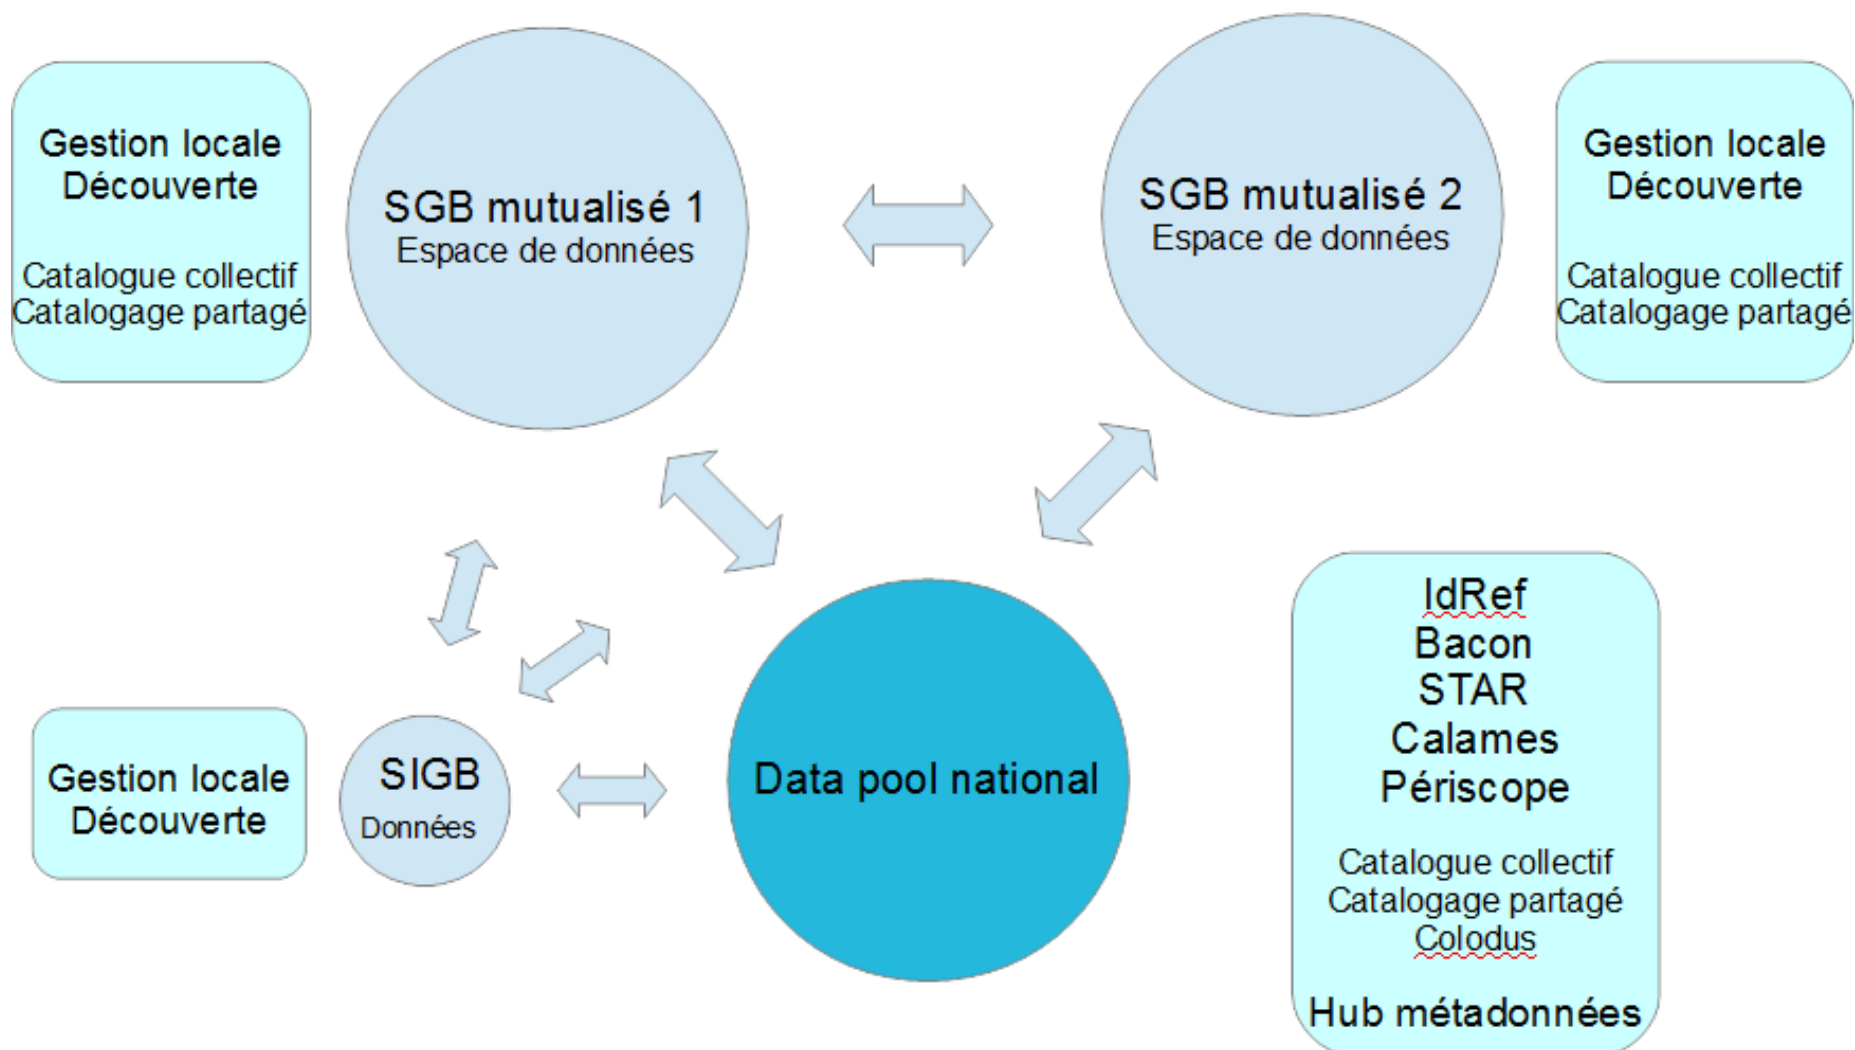 Gestion locale
Découverte
Catalogue collectif
Catalogage partagé
SGB mutualisé 1
Espace de données
SGB mutualisé 2
Espace de données
Gestion locale
Découverte
Catalogue collectif
Catalogage partagé
Gestion locale
Découverte
SIGB
Données
Data pool national
IdRef
Bacon
STAR
Calames
Périscope
Catalogue collectif
Catalogage partagé
Colodus
Hub métadonnées